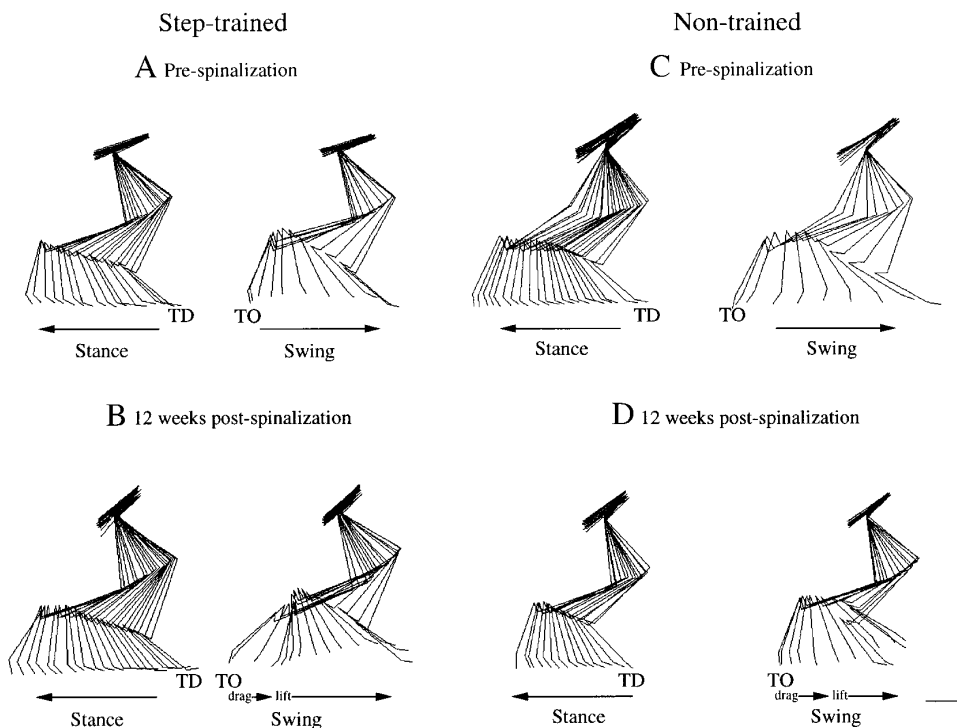 Step-trained
Non-trained
A Pre-spinalization
C Pre-spinalization
TD
TO
TD
TO
Stance
Swing
Stance
Swing
B 12 weeks post-spinalization
D 12 weeks post-spinalization
TD
TO
TD
TO
drag
lift
drag
lift
Stance
Swing
Stance
Swing